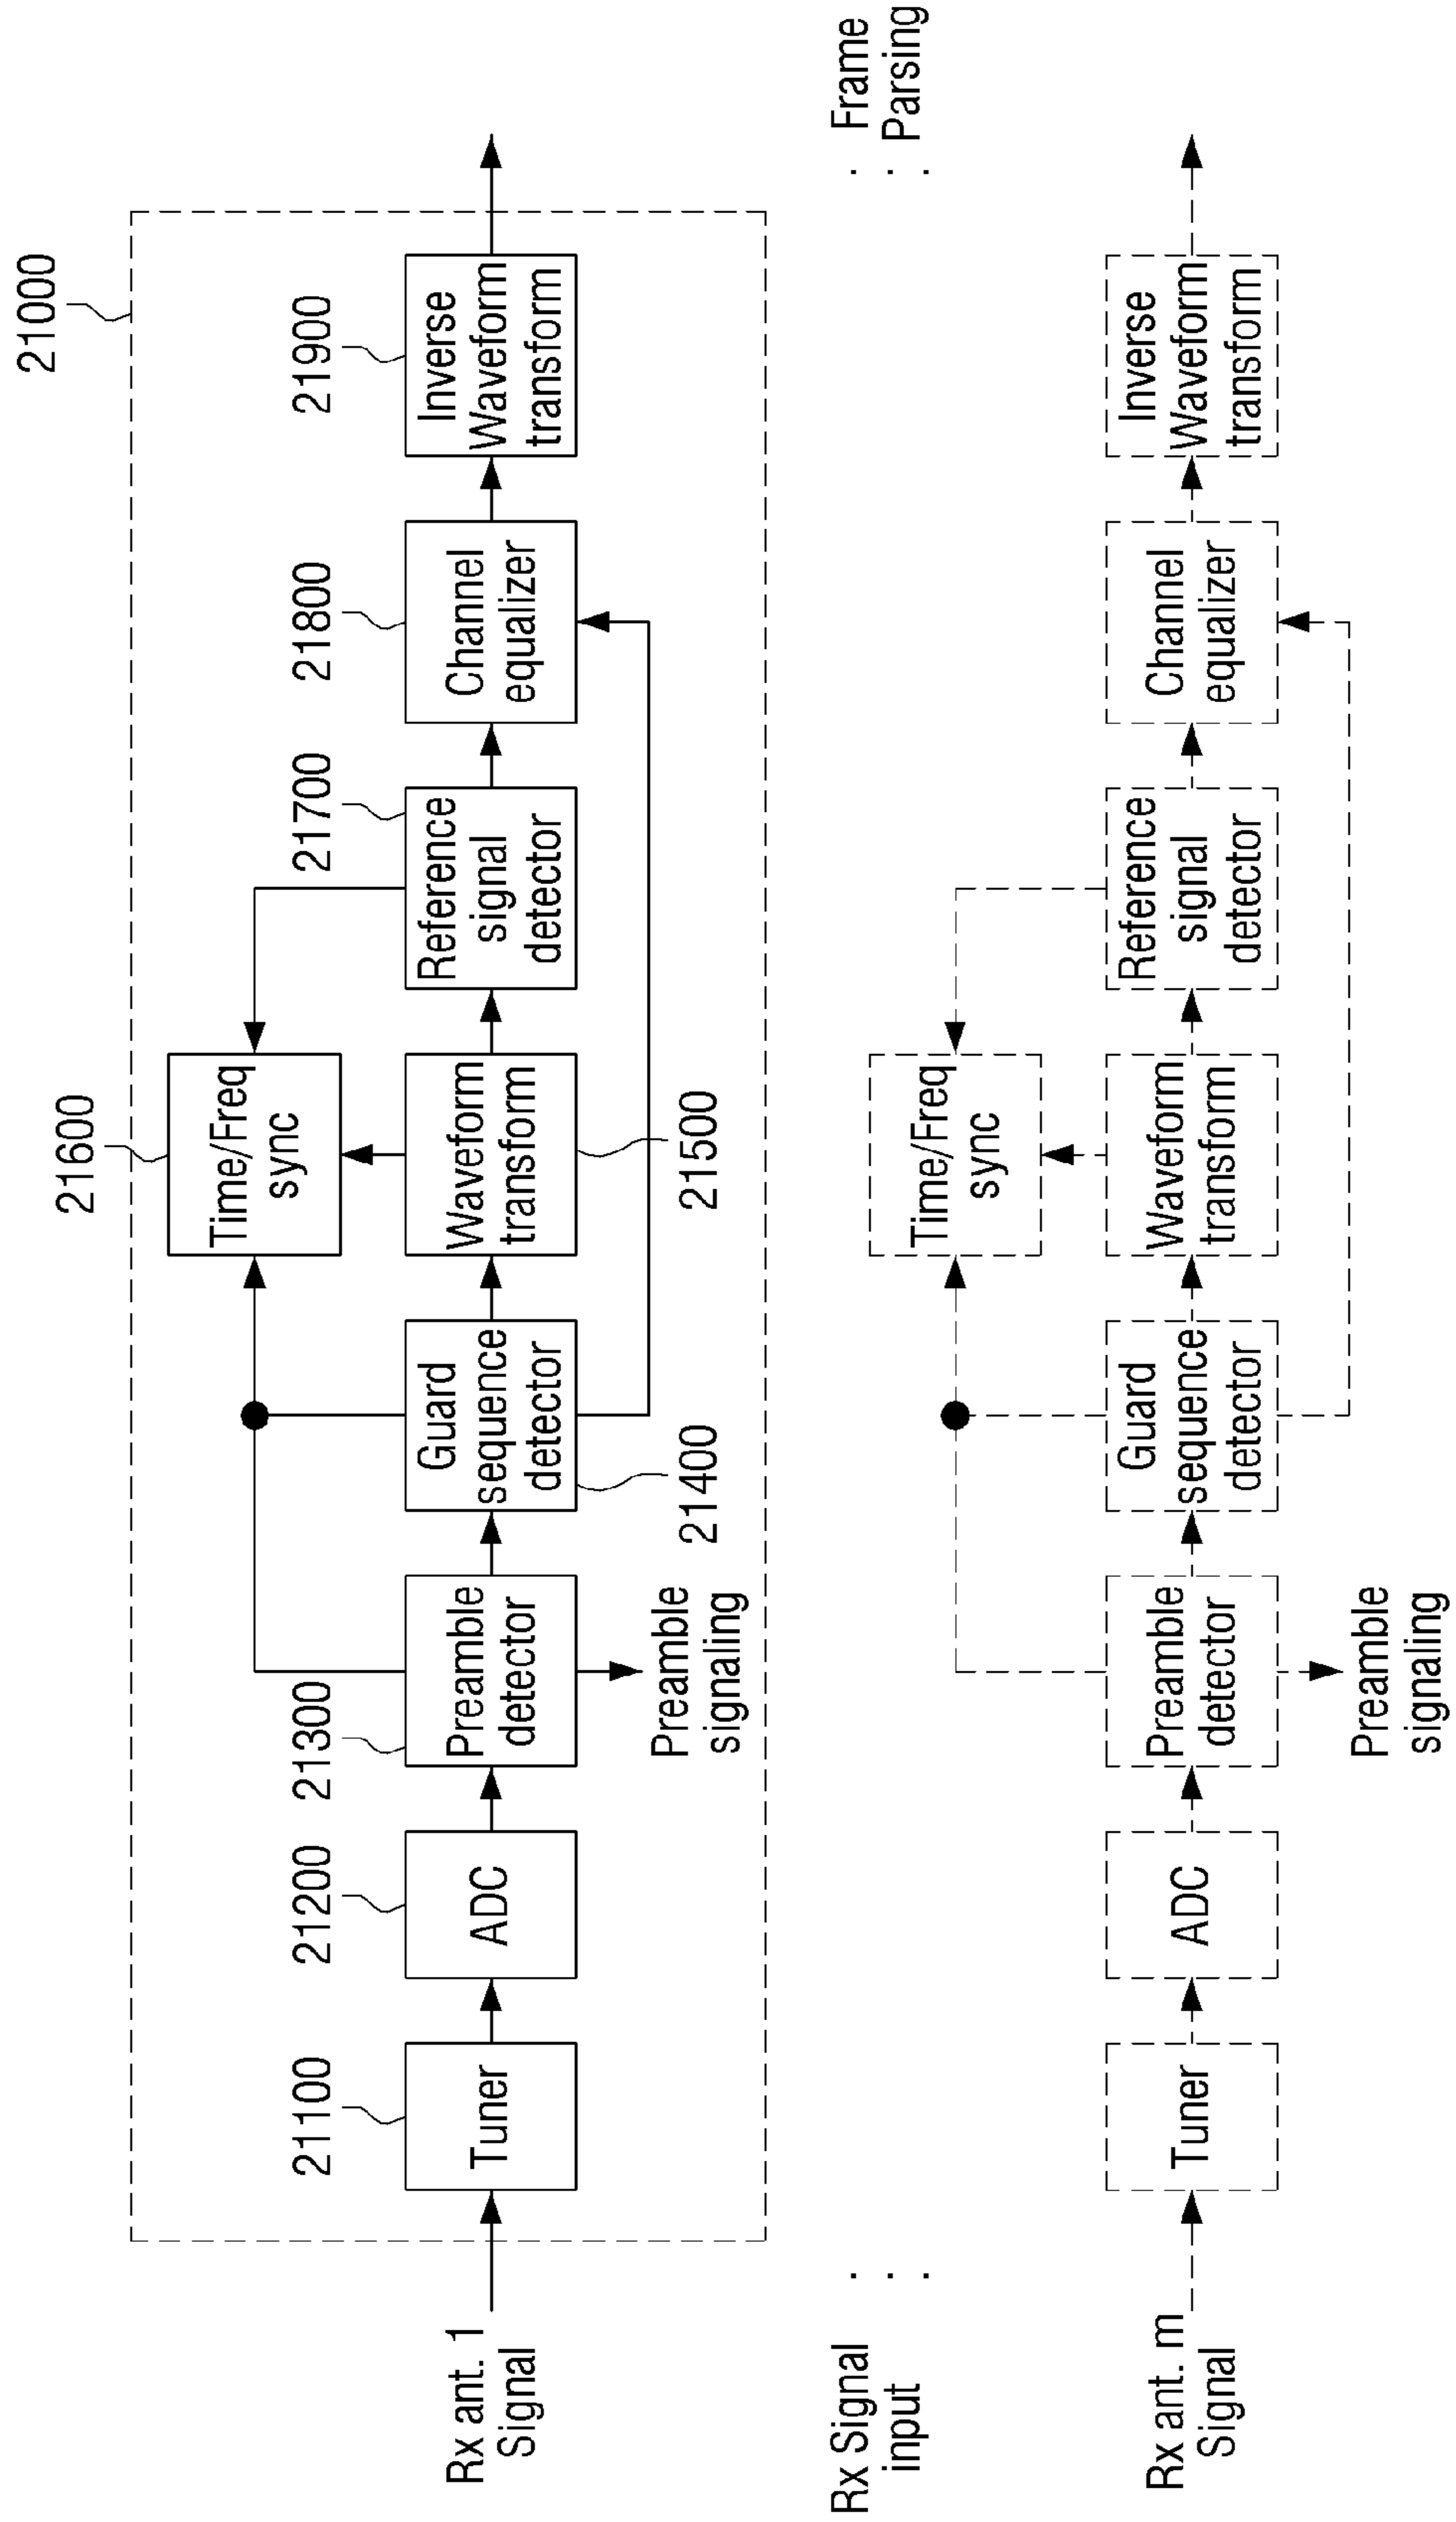 21000
21600
21100
21200
21300
21700
21800
21900
Time/Freq
sync
Rx ant. 1
Signal
Tuner
ADC
Preamble
detector
Guard
sequence
detector
Waveform
transform
Reference
signal
detector
Channel
equalizer
Inverse
Waveform
transform
Preamble
signaling
21400
21500
Rx Signal
input
Frame
Parsing
Time/Freq
sync
Rx ant. m
Signal
Tuner
ADC
Preamble
detector
Guard
sequence
detector
Waveform
transform
Reference
signal
detector
Channel
equalizer
Inverse
Waveform
transform
Preamble
signaling